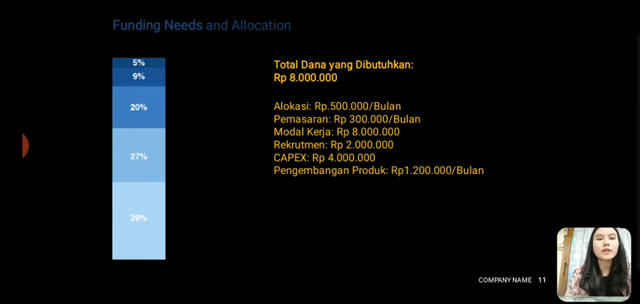 Funding Needs and Allocation
5%
9%
20%
27%
39%
Total Dana yang Dibutuhkan:
Rp 8.000.000
Alokasi: Rp.500.000/Bulan
Pemasaran: Rp 300.000/Bulan
Modal Kerja: Rp 8.000.000
Rekrutmen: Rp 2.000.000
CAPEX: Rp 4.000.000
Pengembangan Produk: Rp1.200.000/Bulan
COMPANY NAME 11